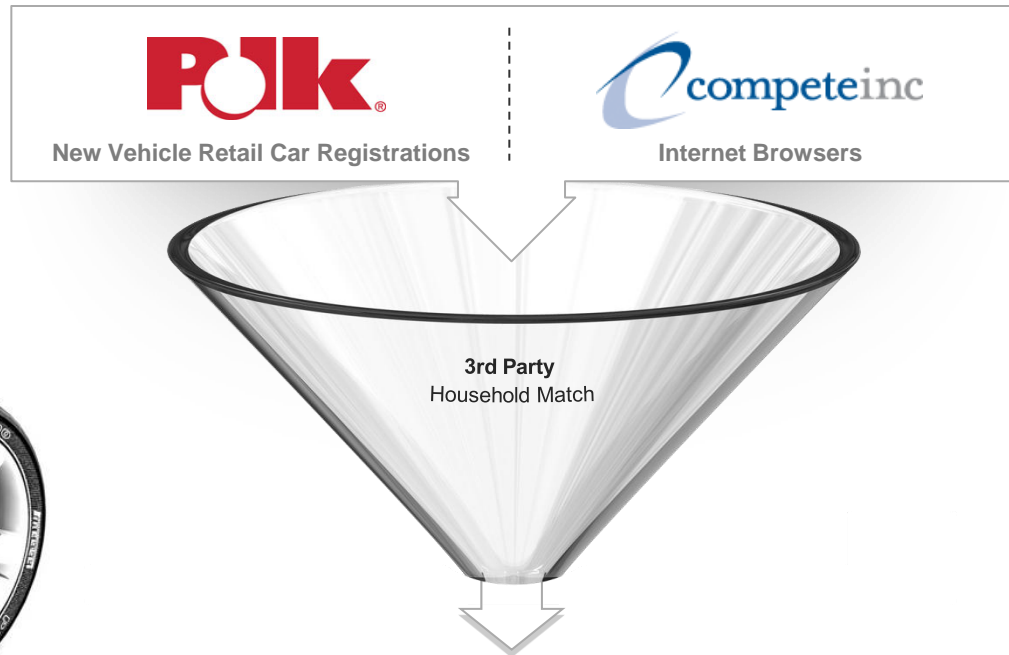 Polk®
competeinc
New Vehicle Retail Car Registrations
Internet Browsers
3rd Party
Household Match